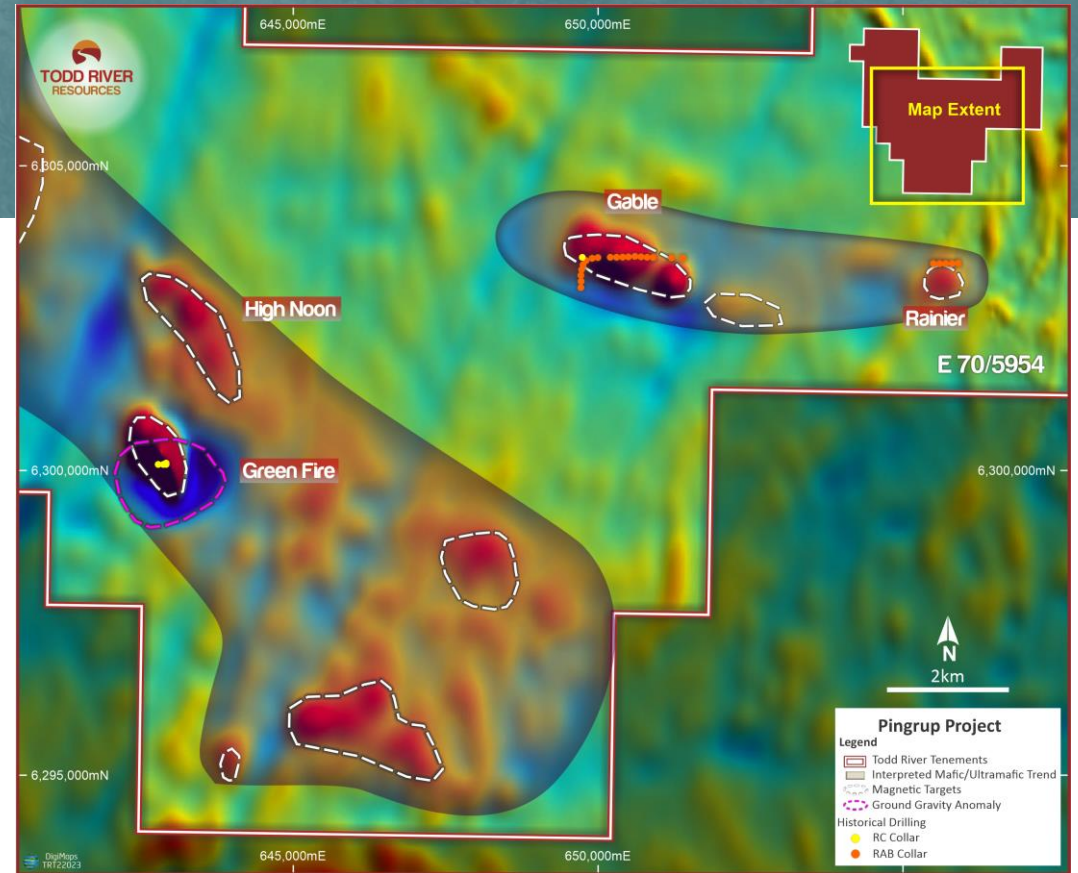 645,000mE
650,000mE
TODD RIVER
RESOURCES
Map Extent
6,305,000mN
Gable
High Noon
Rainier
E 70/5954
6,300,000mN
Green Fire
6,300,000mN
N
2km
Pingrup Project
Legend
Todd River Tenements
Interpreted Mafic/Ultramafic Trend
Magnetic Targets
Ground Gravity Anomaly
Historical Drilling
RC Collar
RAB Collar
6,295,000mN
DigiMaps
TRT22023
645,000mE
650,000mE